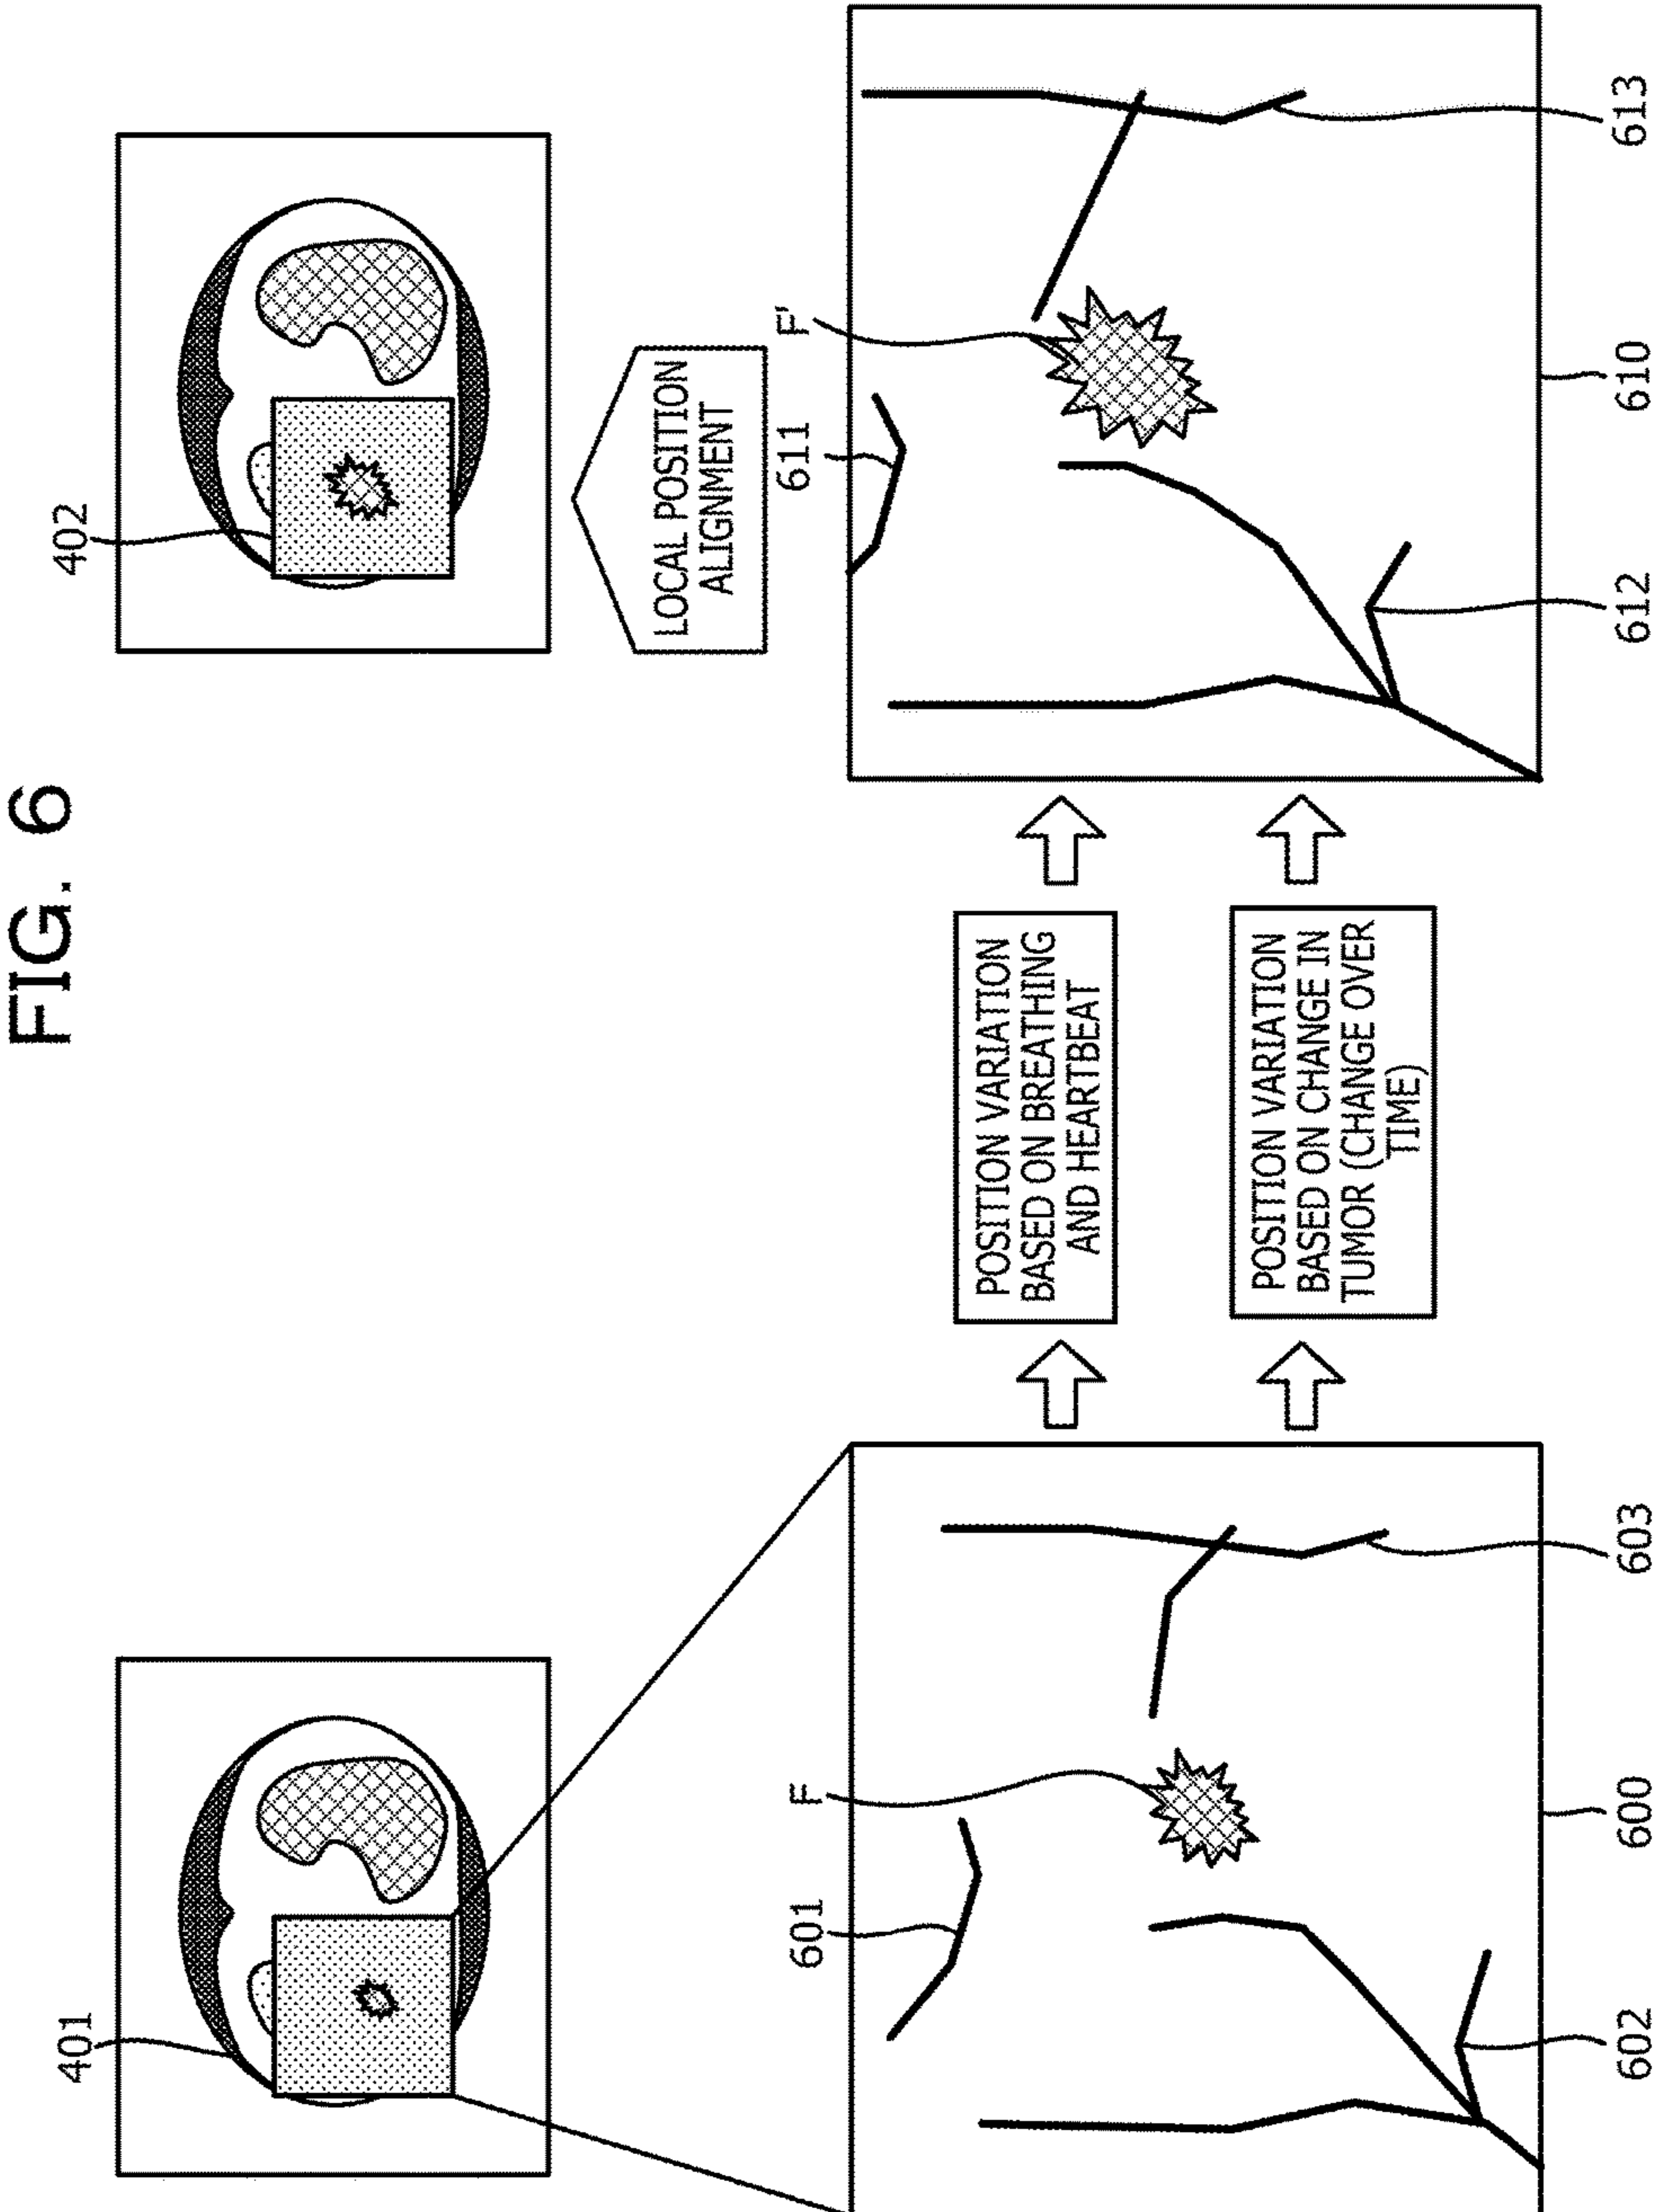 FIG. 6
401
402
LOCAL POSITION
ALIGNMENT
F
601
602
600
603
POSITION VARIATION
BASED ON BREATHING
AND HEARTBEAT
POSITION VARIATION
BASED ON CHANGE IN
TUMOR (CHANGE OVER
TIME)
F'
611
612
610
613